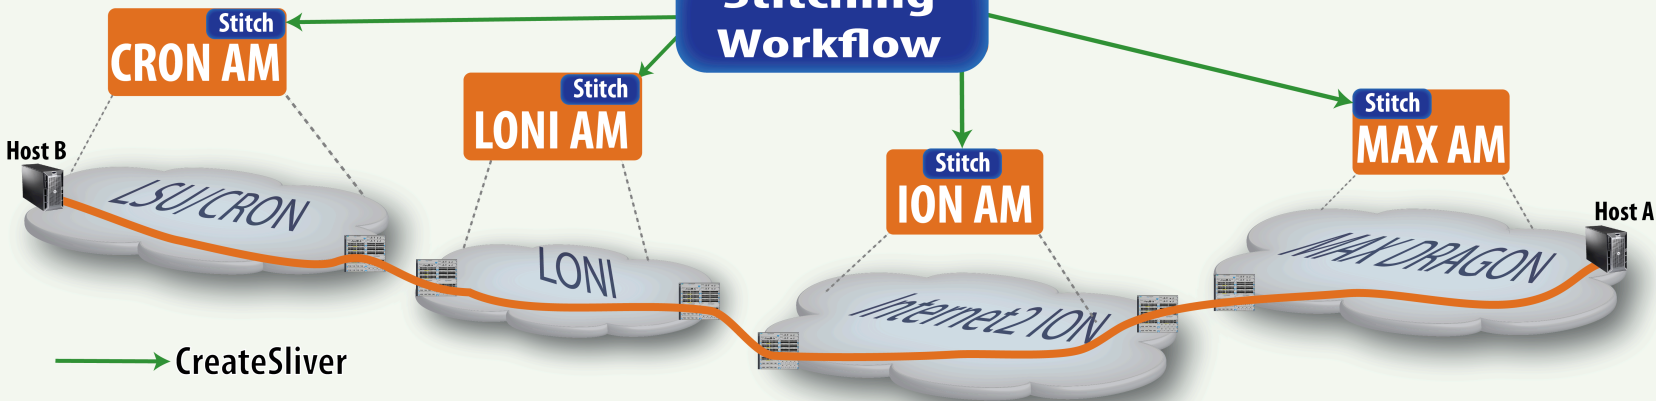 Stitching
Workflow
Stitch
CRON AM
Stitch
LONI AM
Stitch
ION AM
Stitch
MAX AM
Host B
LSU/CRON
LONI
Internet2 ION
MAX DRAGON
Host A
CreateSliver